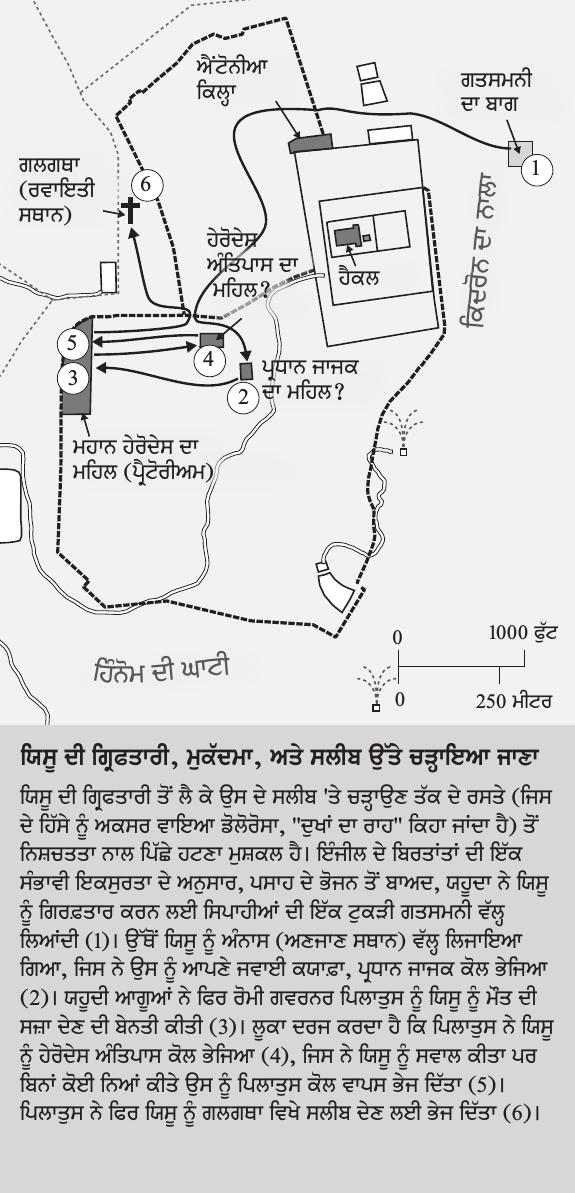 ਐਂਟੋਨੀਆ
ਕਿਲ੍ਹਾ
ਗਤਸਮਨੀ
ਦਾ ਬਾਗ
1
ਗਲਗਥਾ
(ਰਵਾਇਤੀ
ਸਥਾਨ)
6
ਕਿਦਰੋਨ ਦਾ ਨਾਲਾ
ਹੇਰੋਦੇਸ
ਅੰਤਿਪਾਸ ਦਾ
ਮਹਿਲ?
ਹੈਕਲ
5
4
3
2
ਪ੍ਰਧਾਨ ਜਾਜਕ
ਦਾ ਮਹਿਲ?
ਮਹਾਨ ਹੇਰੋਦੇਸ ਦਾ
ਮਹਿਲ (ਪ੍ਰੈਟੋਰੀਅਮ)
ਹਿੰਨੋਮ ਦੀ ਘਾਟੀ
0
1000 ਫੁੱਟ
0
250 ਮੀਟਰ
ਯਿਸੂ ਦੀ ਗ੍ਰਿਫਤਾਰੀ, ਮੁਕੱਦਮਾ, ਅਤੇ ਸਲੀਬ ਉੱਤੇ ਚੜ੍ਹਾਇਆ ਜਾਣਾ
ਯਿਸੂ ਦੀ ਗ੍ਰਿਫਤਾਰੀ ਤੋਂ ਲੈ ਕੇ ਉਸ ਦੇ ਸਲੀਬ 'ਤੇ ਚੜ੍ਹਾਉਣ ਤੱਕ ਦੇ ਰਸਤੇ (ਜਿਸ
ਦੇ ਹਿੱਸੇ ਨੂੰ ਅਕਸਰ ਵਾਇਆ ਡੋਲੋਰੋਸਾ, "ਦੁਖਾਂ ਦਾ ਰਾਹ" ਕਿਹਾ ਜਾਂਦਾ ਹੈ) ਤੋਂ
ਨਿਸ਼ਚਤਤਾ ਨਾਲ ਪਿੱਛੇ ਹਟਣਾ ਮੁਸ਼ਕਲ ਹੈ। ਇੰਜੀਲ ਦੇ ਬਿਰਤਾਂਤਾਂ ਦੀ ਇੱਕ
ਸੰਭਾਵੀ ਇਕਸੁਰਤਾ ਦੇ ਅਨੁਸਾਰ, ਪਸਾਹ ਦੇ ਭੋਜਨ ਤੋਂ ਬਾਅਦ, ਯਹੂਦਾ ਨੇ ਯਿਸੂ
ਨੂੰ ਗਿਰਫ਼ਤਾਰ ਕਰਨ ਲਈ ਸਿਪਾਹੀਆਂ ਦੀ ਇੱਕ ਟੁਕੜੀ ਗਤਸਮਨੀ ਵੱਲ੍ਹ
ਲਿਆਂਦੀ (1)। ਉੱਥੋਂ ਯਿਸੂ ਨੂੰ ਅੰਨਾਸ (ਅਣਜਾਣ ਸਥਾਨ) ਵੱਲ੍ਹ ਲਿਜਾਇਆ
ਗਿਆ, ਜਿਸ ਨੇ ਉਸ ਨੂੰ ਆਪਣੇ ਜਵਾਈ ਕਯਾਫ਼ਾ, ਪ੍ਰਧਾਨ ਜਾਜਕ ਕੋਲ ਭੇਜਿਆ
(2)। ਯਹੂਦੀ ਆਗੂਆਂ ਨੇ ਫਿਰ ਰੋਮੀ ਗਵਰਨਰ ਪਿਲਾਤੁਸ ਨੂੰ ਯਿਸੂ ਨੂੰ ਮੌਤ ਦੀ
ਸਜ਼ਾ ਦੇਣ ਦੀ ਬੇਨਤੀ ਕੀਤੀ (3)। ਲੂਕਾ ਦਰਜ ਕਰਦਾ ਹੈ ਕਿ ਪਿਲਾਤੁਸ ਨੇ ਯਿਸੂ
ਨੂੰ ਹੇਰੋਦੇਸ ਅੰਤਿਪਾਸ ਕੋਲ ਭੇਜਿਆ (4), ਜਿਸ ਨੇ ਯਿਸੂ ਨੂੰ ਸਵਾਲ ਕੀਤਾ ਪਰ
ਬਿਨਾਂ ਕੋਈ ਨਿਆਂ ਕੀਤੇ ਉਸ ਨੂੰ ਪਿਲਾਤੁਸ ਕੋਲ ਵਾਪਸ ਭੇਜ ਦਿੱਤਾ (5)।
ਪਿਲਾਤੁਸ ਨੇ ਫਿਰ ਯਿਸੂ ਨੂੰ ਗਲਗਥਾ ਵਿਖੇ ਸਲੀਬ ਦੇਣ ਲਈ ਭੇਜ ਦਿੱਤਾ (6)।